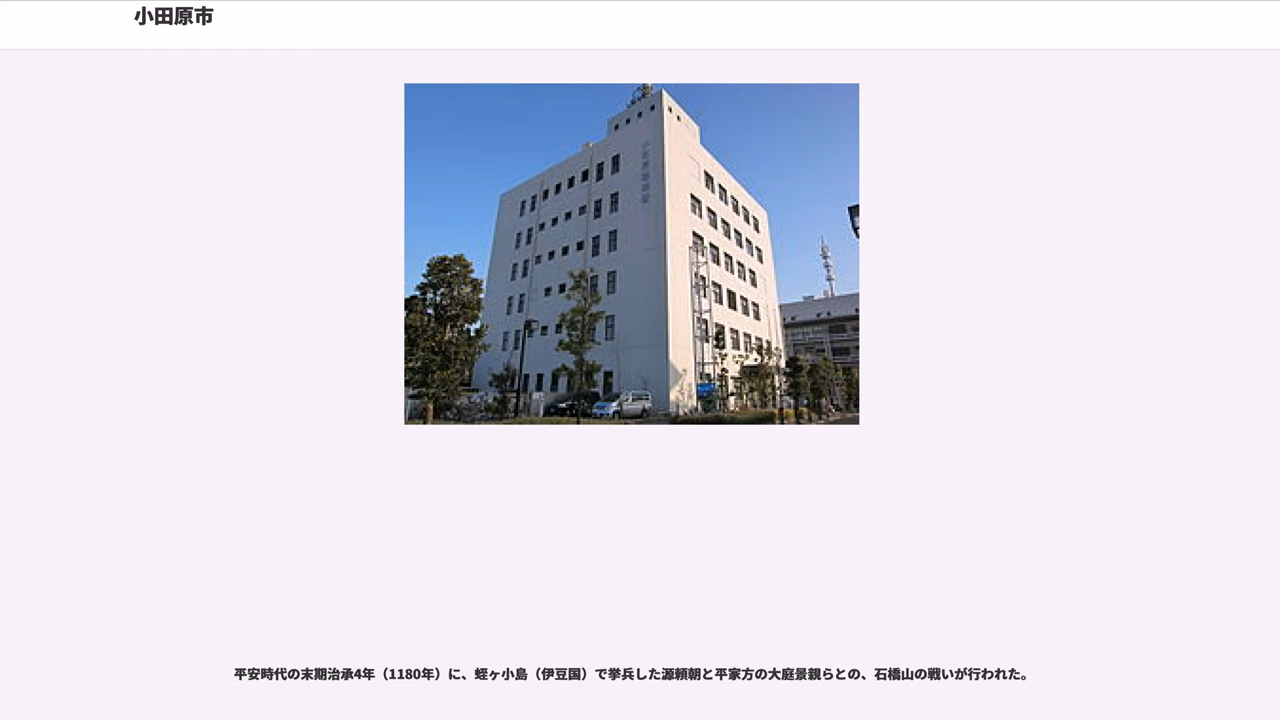 小田原市
平安時代の末期治承4年（1180年）に、蛭ヶ小島（伊豆国）で挙兵した源頼朝と平家方の大庭景親らとの、石橋山の戦いが行われた。